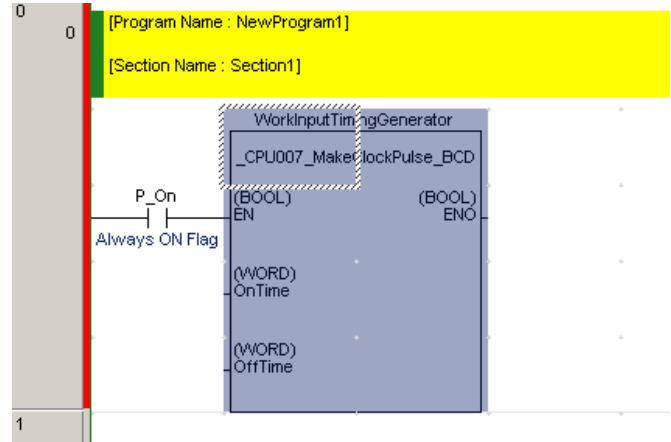 0
0
[Program Name : NewProgram1]
[Section Name : Section1]
WorkInputTimingGenerator
_CPU007_MakeClockPulse_BCD
P_On
(BOOL)
(BOOL)
EN
ENO
Always ON Flag
(WORD)
OnTime
(WORD)
OffTime
1